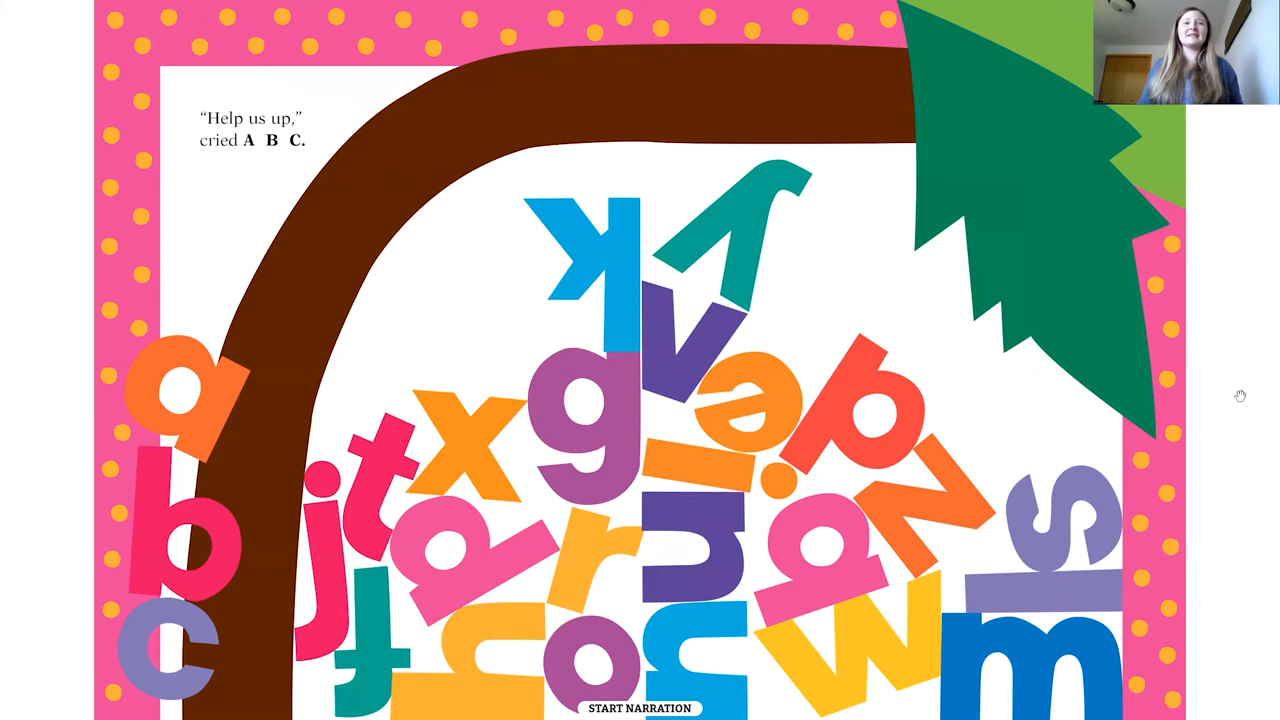 "Help us up,"
cried A B C.
k y
v
a x g e d
j t i z s
b p r n d l
c f h o u w m
START NARRATION